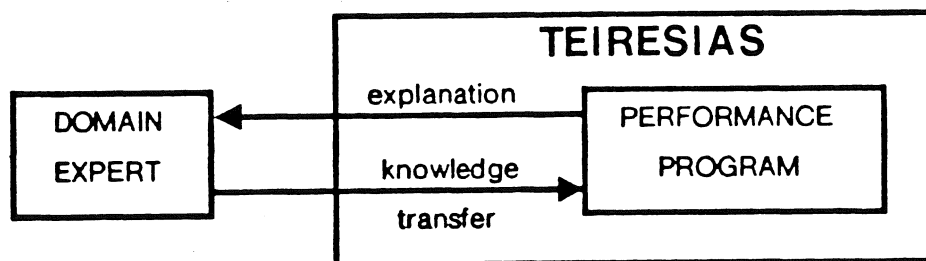 TEIRESIAS
explanation
DOMAIN
EXPERT
PERFORMANCE
PROGRAM
knowledge
transfer